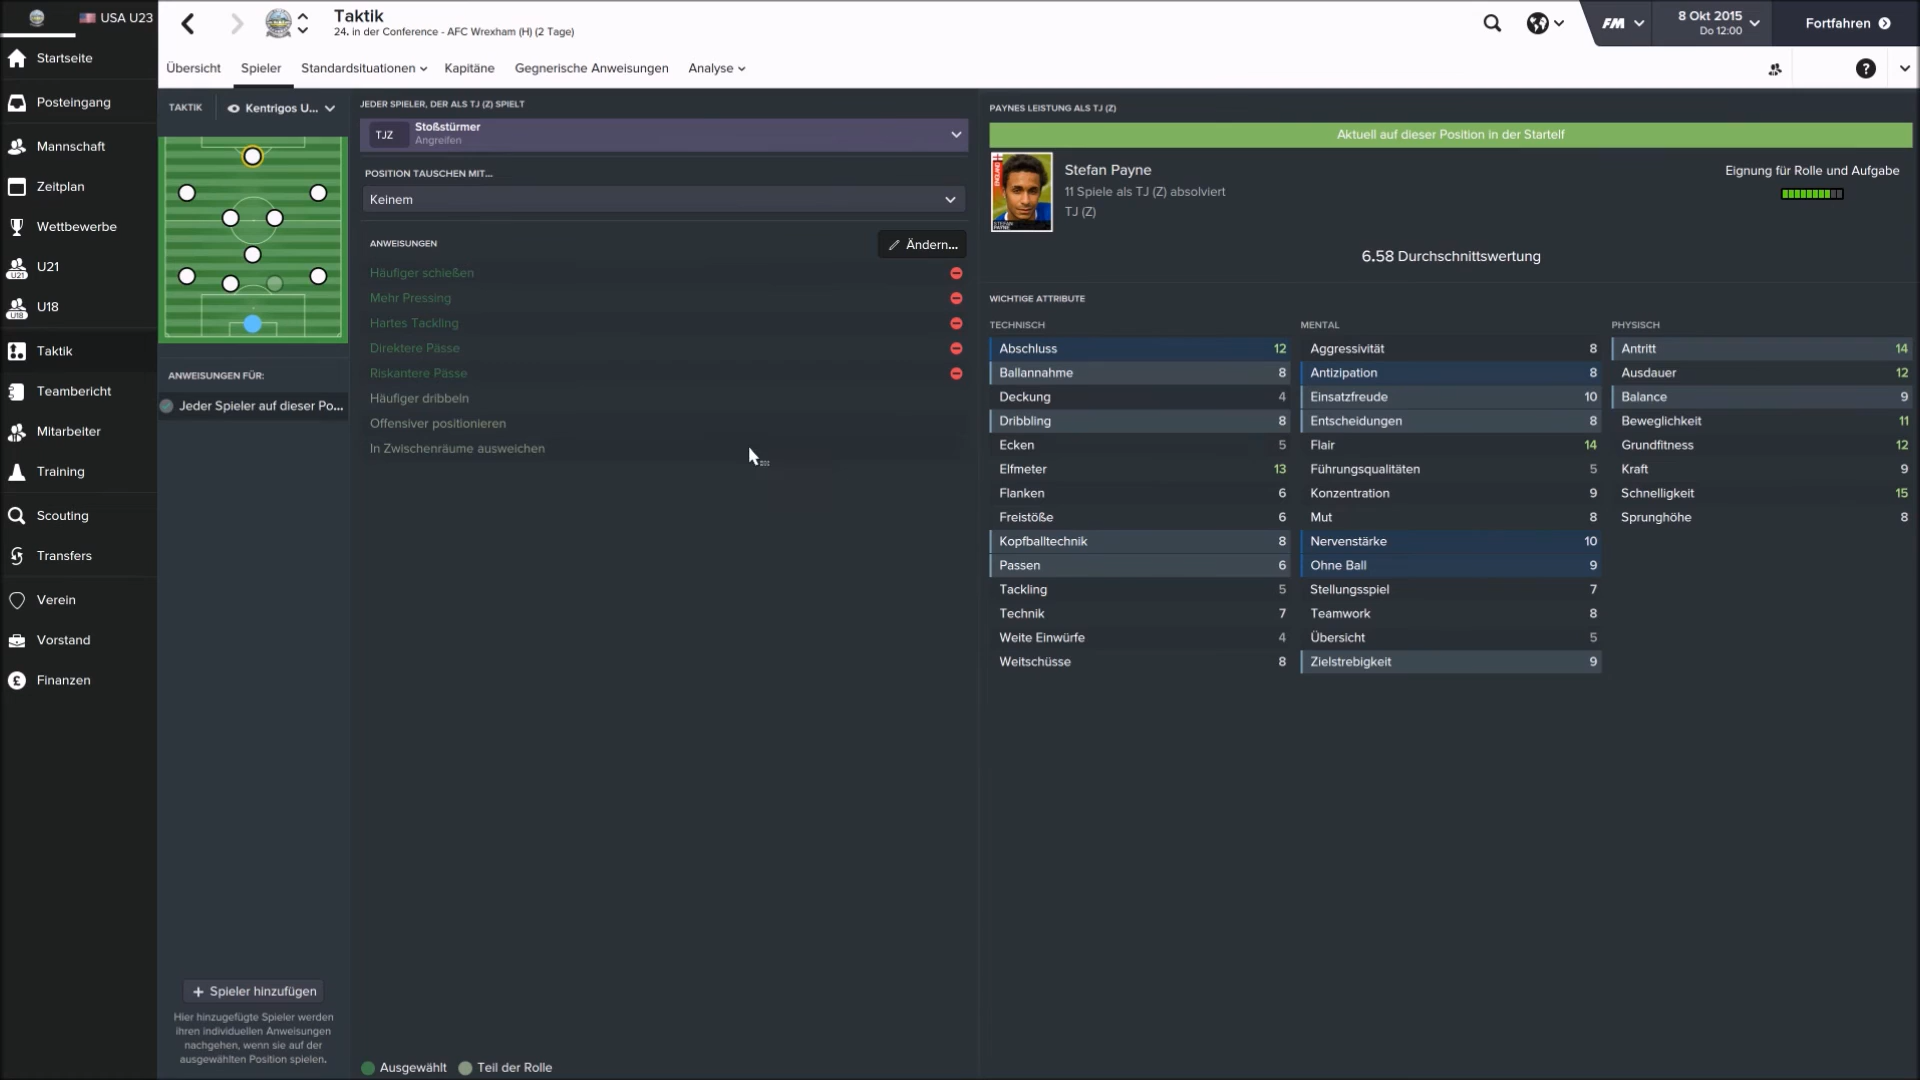 USA U23
Taktik
24. in der Conference - AFC Wrexham (H) (2 Tage)
FM
8 Okt 2015
Do 12:00
Fortfahren
Startseite
Posteingang
Mannschaft
Zeitplan
Wettbewerbe
U21
U21
U18
U18
Taktik
Teambericht
Mitarbeiter
Training
Scouting
Transfers
Verein
Vorstand
Finanzen
Übersicht
Spieler
Standardsituationen
Kapitäne
Gegnerische Anweisungen
Analyse
?
TAKTIK
Kentrigos U...
ANWEISUNGEN FÜR:
Jeder Spieler auf dieser Po...
+ Spieler hinzufügen
Hier hinzugefügte Spieler werden
ihren individuellen Anweisungen
nachgehen, wenn sie auf der
ausgewählten Position spielen.
JEDER SPIELER, DER ALS TJ (Z) SPIELT
TJZ
Stoßstürmer
Angreifen
POSITION TAUSCHEN MIT...
Keinem
ANWEISUNGEN
Ändern...
Häufiger schießen
Mehr Pressing
Hartes Tackling
Direktere Pässe
Riskantere Pässe
Häufiger dribbeln
Offensiver positionieren
In Zwischenräume ausweichen
Ausgewählt
Teil der Rolle
PAYNES LEISTUNG ALS TJ (Z)
Aktuell auf dieser Position in der Startelf
ENGLAND
STEFAN
PAYNE
Stefan Payne
11 Spiele als TJ (Z) absolviert
TJ (Z)
Eignung für Rolle und Aufgabe
6.58 Durchschnittswertung
WICHTIGE ATTRIBUTE
TECHNISCH
Abschluss 12
Ballannahme 8
Deckung 4
Dribbling 8
Ecken 5
Elfmeter 13
Flanken 6
Freistöße 6
Kopfballtechnik 8
Passen 6
Tackling 5
Technik 7
Weite Einwürfe 4
Weitschüsse 8
MENTAL
Aggressivität 8
Antizipation 8
Einsatzfreude 10
Entscheidungen 8
Flair 14
Führungsqualitäten 5
Konzentration 9
Mut 8
Nervenstärke 10
Ohne Ball 9
Stellungsspiel 7
Teamwork 8
Übersicht 5
Zielstrebigkeit 9
PHYSISCH
Antritt 14
Ausdauer 12
Balance 9
Beweglichkeit 11
Grundfitness 12
Kraft 9
Schnelligkeit 15
Sprunghöhe 8